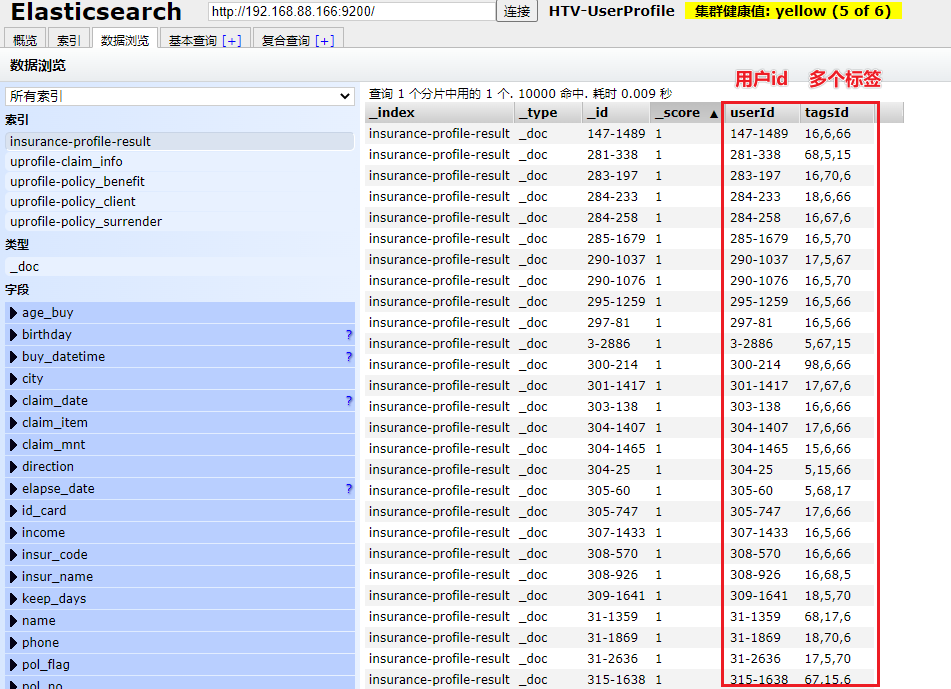 Elasticsearch http://192.168.88.166:9200/ 连接 HTV-UserProfile 集群健康值: yellow (5 of 6)
概览 索引 数据浏览 基本查询 [+] 复合查询 [+]
数据浏览
用户id 多个标签
所有索引
索引
insurance-profile-result
uprofile-claim_info
uprofile-policy_benefit
uprofile-policy_client
uprofile-policy_surrender
类型
_doc
字段
age_buy
birthday ?
buy_datetime ?
city
claim_date ?
claim_item
claim_mnt
direction
elapse_date ?
id_card
income
insur_code
insur_name
keep_days
name
phone
pol_flag
pol_no
查询 1 个分片中用的 1 个. 10000 命中. 耗时 0.009 秒
_index _type _id _score ▲ userId tagsId
insurance-profile-result _doc 147-1489 1 147-1489 16,6,66
insurance-profile-result _doc 281-338 1 281-338 68,5,15
insurance-profile-result _doc 283-197 1 283-197 16,70,6
insurance-profile-result _doc 284-233 1 284-233 18,6,66
insurance-profile-result _doc 284-258 1 284-258 16,67,6
insurance-profile-result _doc 285-1679 1 285-1679 16,5,70
insurance-profile-result _doc 290-1037 1 290-1037 17,5,67
insurance-profile-result _doc 290-1076 1 290-1076 16,5,70
insurance-profile-result _doc 295-1259 1 295-1259 16,5,66
insurance-profile-result _doc 297-81 1 297-81 16,5,66
insurance-profile-result _doc 3-2886 1 3-2886 5,67,15
insurance-profile-result _doc 300-214 1 300-214 98,6,66
insurance-profile-result _doc 301-1417 1 301-1417 17,67,6
insurance-profile-result _doc 303-138 1 303-138 16,6,66
insurance-profile-result _doc 304-1407 1 304-1407 17,6,66
insurance-profile-result _doc 304-1465 1 304-1465 15,6,66
insurance-profile-result _doc 304-25 1 304-25 5,15,66
insurance-profile-result _doc 305-60 1 305-60 5,68,17
insurance-profile-result _doc 305-747 1 305-747 17,6,66
insurance-profile-result _doc 307-1433 1 307-1433 16,5,66
insurance-profile-result _doc 308-570 1 308-570 16,6,66
insurance-profile-result _doc 308-926 1 308-926 16,68,5
insurance-profile-result _doc 309-1641 1 309-1641 18,5,70
insurance-profile-result _doc 31-1359 1 31-1359 68,17,6
insurance-profile-result _doc 31-1869 1 31-1869 18,70,6
insurance-profile-result _doc 31-2636 1 31-2636 17,5,70
insurance-profile-result _doc 315-1638 1 315-1638 67,15,6